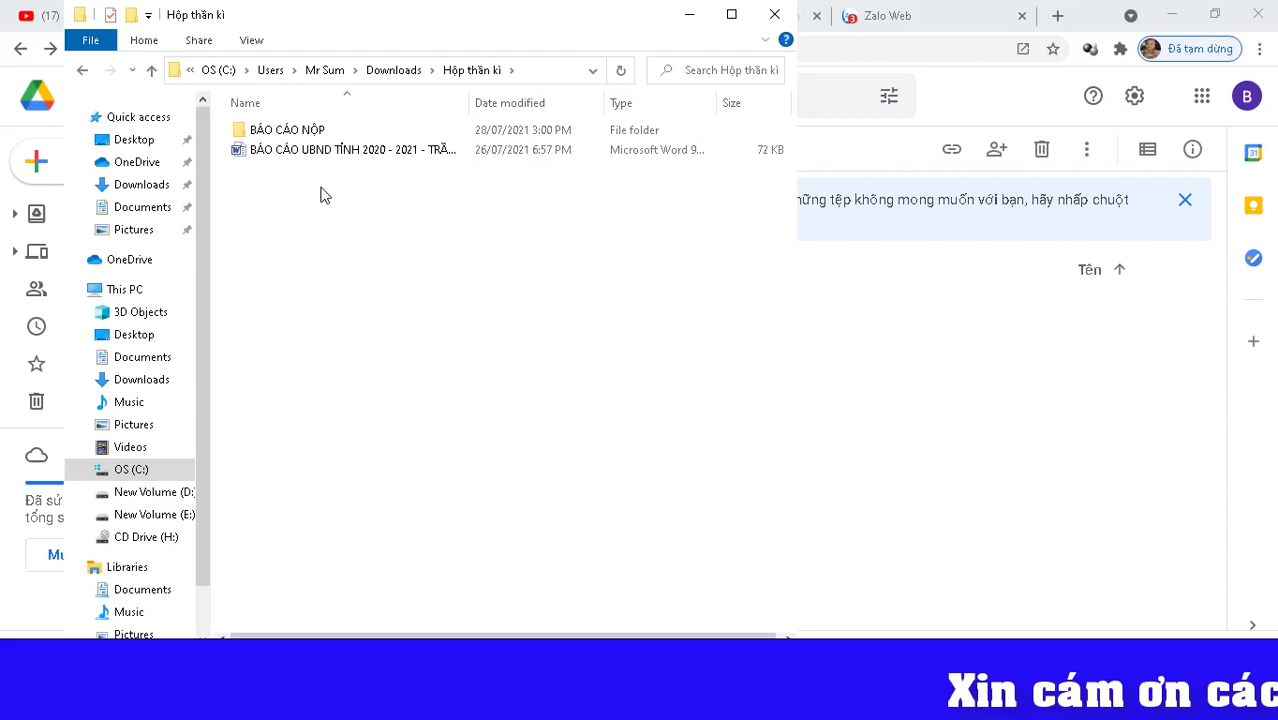 (17)
Hộp thần kì
Zalo Web
File
Home
Share
View
Đã tạm dừng
OS (C:)
Users
Mr Sum
Downloads
Hộp thần kì
Search Hộp thần kì
B
Name
Date modified
Type
Size
Quick access
BÁO CÁO NỘP
28/07/2021 3:00 PM
File folder
BÁO CÁO UBND TỈNH 2020 - 2021 - TRẦ...
26/07/2021 6:57 PM
Microsoft Word 9...
72 KB
Desktop
OneDrive
Downloads
Documents
Pictures
OneDrive
This PC
3D Objects
Desktop
Documents
Downloads
Music
Pictures
Videos
OS (C:)
New Volume (D:
New Volume (E:)
CD Drive (H:)
Libraries
Documents
Music
Pictures
những tệp không mong muốn với bạn, hãy nhấp chuột
Tên
Đã sử
tổng s
Mu
Xin cám ơn các